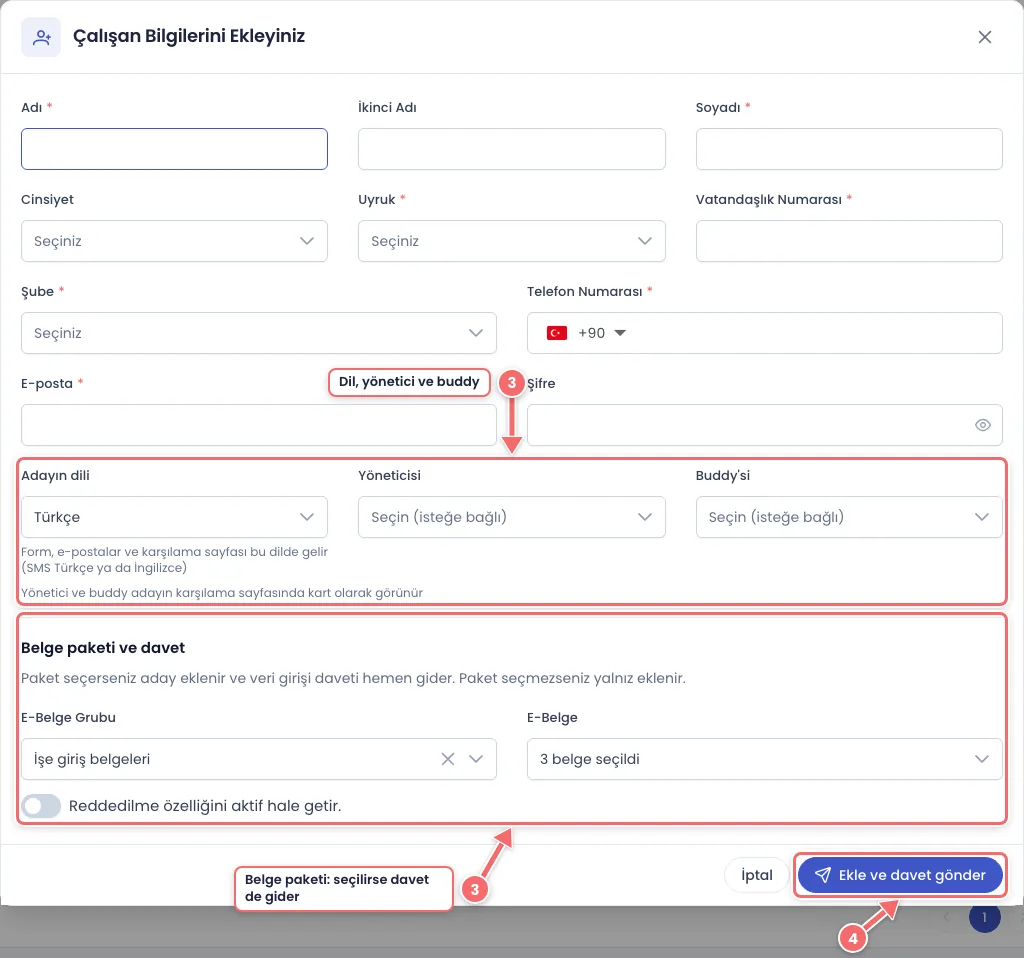 Çalışan Bilgilerini Ekleyiniz
Adı *
İkinci Adı
Soyadı *
Cinsiyet
Uyruk *
Vatandaşlık Numarası *
Seçiniz
Seçiniz
Şube *
Telefon Numarası *
Seçiniz
+90
E-posta *
Dil, yönetici ve buddy
3
Şifre
Adayın dili
Yöneticisi
Buddy'si
Türkçe
Seçin (isteğe bağlı)
Seçin (isteğe bağlı)
Form, e-postalar ve karşılama sayfası bu dilde gelir
(SMS Türkçe ya da İngilizce)
Yönetici ve buddy adayın karşılama sayfasında kart olarak görünür
Belge paketi ve davet
Paket seçerseniz aday eklenir ve veri girişi daveti hemen gider. Paket seçmezseniz yalnız eklenir.
E-Belge Grubu
E-Belge
İşe giriş belgeleri
3 belge seçildi
Reddedilme özelliğini aktif hale getir.
Belge paketi: seçilirse davet
de gider
3
İptal
Ekle ve davet gönder
4
1